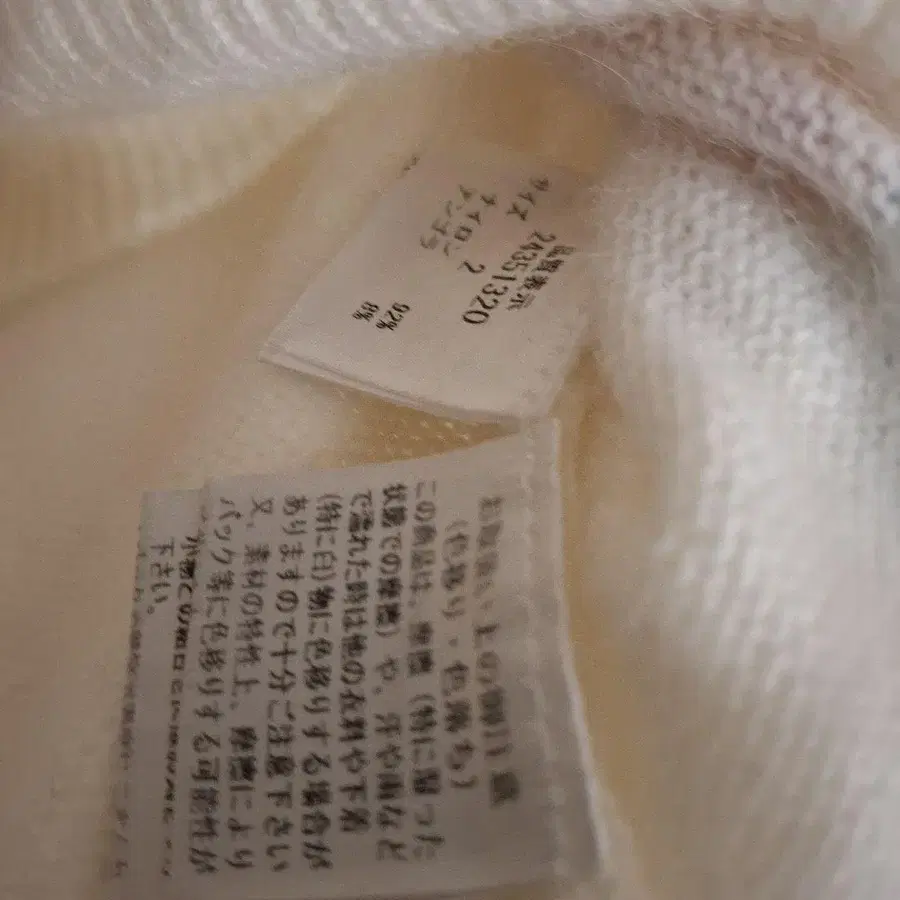 品質表示
24351320
サイズ 2
ナイロン 92%
アンゴラ 8%
お取扱い上の御注意
(色移り・色落ち)
この商品は、摩擦(特に湿った
状態での摩擦)や、汗や雨など
で濡れた時は他の衣料や下着
(特に白)物に色移りする場合が
ありますので十分ご注意下さい
又、素材の特性上、摩擦により
バック等に色移りする可能性が
下さい。